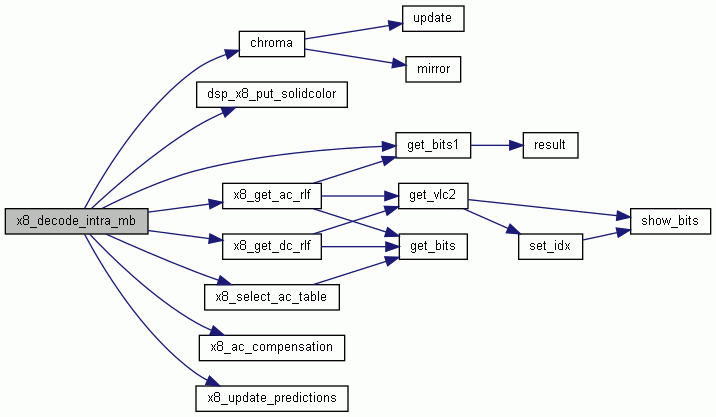 update
chroma
mirror
dsp_x8_put_solidcolor
get_bits1
result
x8_get_ac_rlf
get_vlc2
x8_decode_intra_mb
show_bits
x8_get_dc_rlf
get_bits
set_idx
x8_select_ac_table
x8_ac_compensation
x8_update_predictions